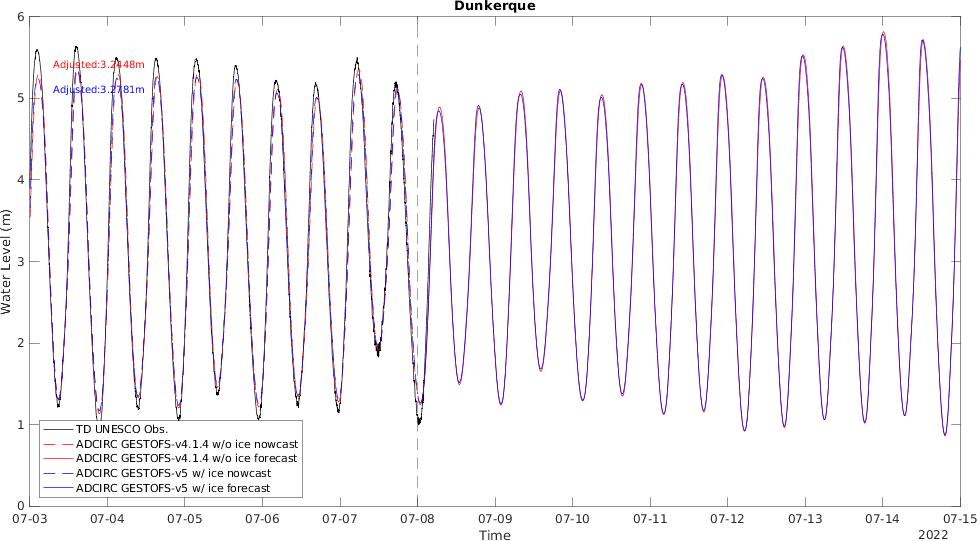 Dunkerque
6
5
4
3
2
1
0
Water Level (m)
Adjusted:3.2448m
Adjusted:3.2781m
TD UNESCO Obs.
ADCIRC GESTOFS-v4.1.4 w/o ice nowcast
ADCIRC GESTOFS-v4.1.4 w/o ice forecast
ADCIRC GESTOFS-v5 w/ ice nowcast
ADCIRC GESTOFS-v5 w/ ice forecast
07-03 07-04 07-05 07-06 07-07 07-08 07-09 07-10 07-11 07-12 07-13 07-14 07-15
Time
2022